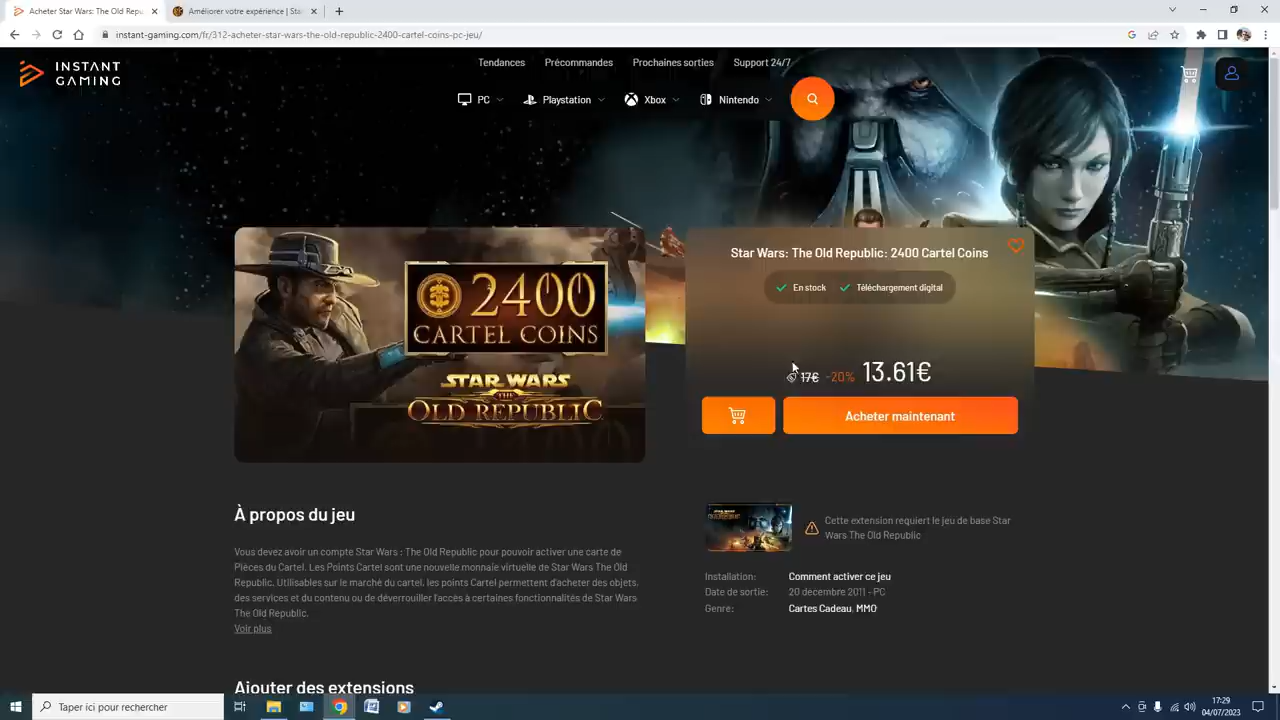 Acheter Star Wars: The Old Repu
Améliorer votre expérience | Sta
instant-gaming.com/fr/312-acheter-star-wars-the-old-republic-2400-cartel-coins-pc-jeu/
INSTANT
GAMING
Tendances Précommandes Prochaines sorties Support 24/7
PC Playstation Xbox Nintendo
2400
CARTEL COINS
STAR WARS
THE
OLD REPUBLIC
Star Wars: The Old Republic: 2400 Cartel Coins
En stock Téléchargement digital
17€ -20% 13.61€
Acheter maintenant
À propos du jeu
Vous devez avoir un compte Star Wars : The Old Republic pour pouvoir activer une carte de
Pièces du Cartel. Les Points Cartel sont une nouvelle monnaie virtuelle de Star Wars The Old
Republic. Utilisables sur le marché du cartel, les points Cartel permettent d'acheter des objets,
des services et du contenu ou de déverrouiller l'accès à certaines fonctionnalités de Star Wars
The Old Republic.
Voir plus
Cette extension requiert le jeu de base Star
Wars The Old Republic
Installation: Comment activer ce jeu
Date de sortie: 20 decembre 2011 - PC
Genre: Cartes Cadeau, MMO
Ajouter des extensions
Taper ici pour rechercher
17:29
04/07/2023